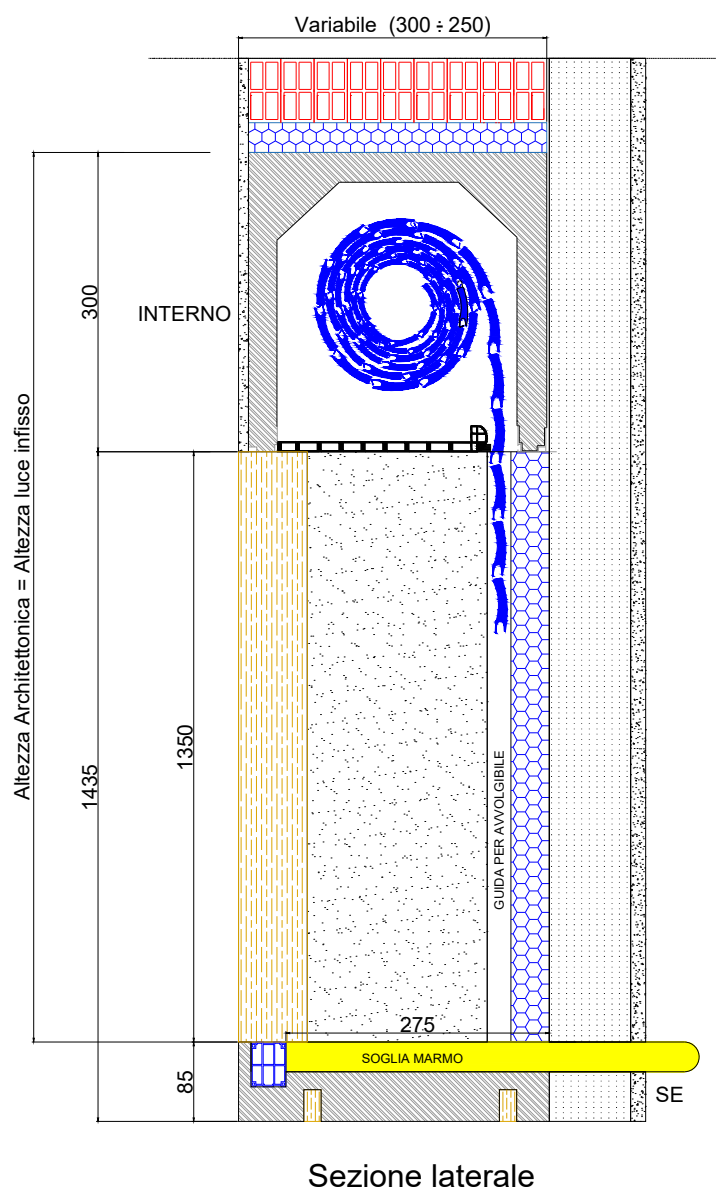 Variabile (300 ÷ 250)
INTERNO
300
Altezza Architettonica = Altezza luce infisso
1435
1350
GUIDA PER AVVOLGIBILE
275
SOGLIA MARMO
85
SE
Sezione laterale